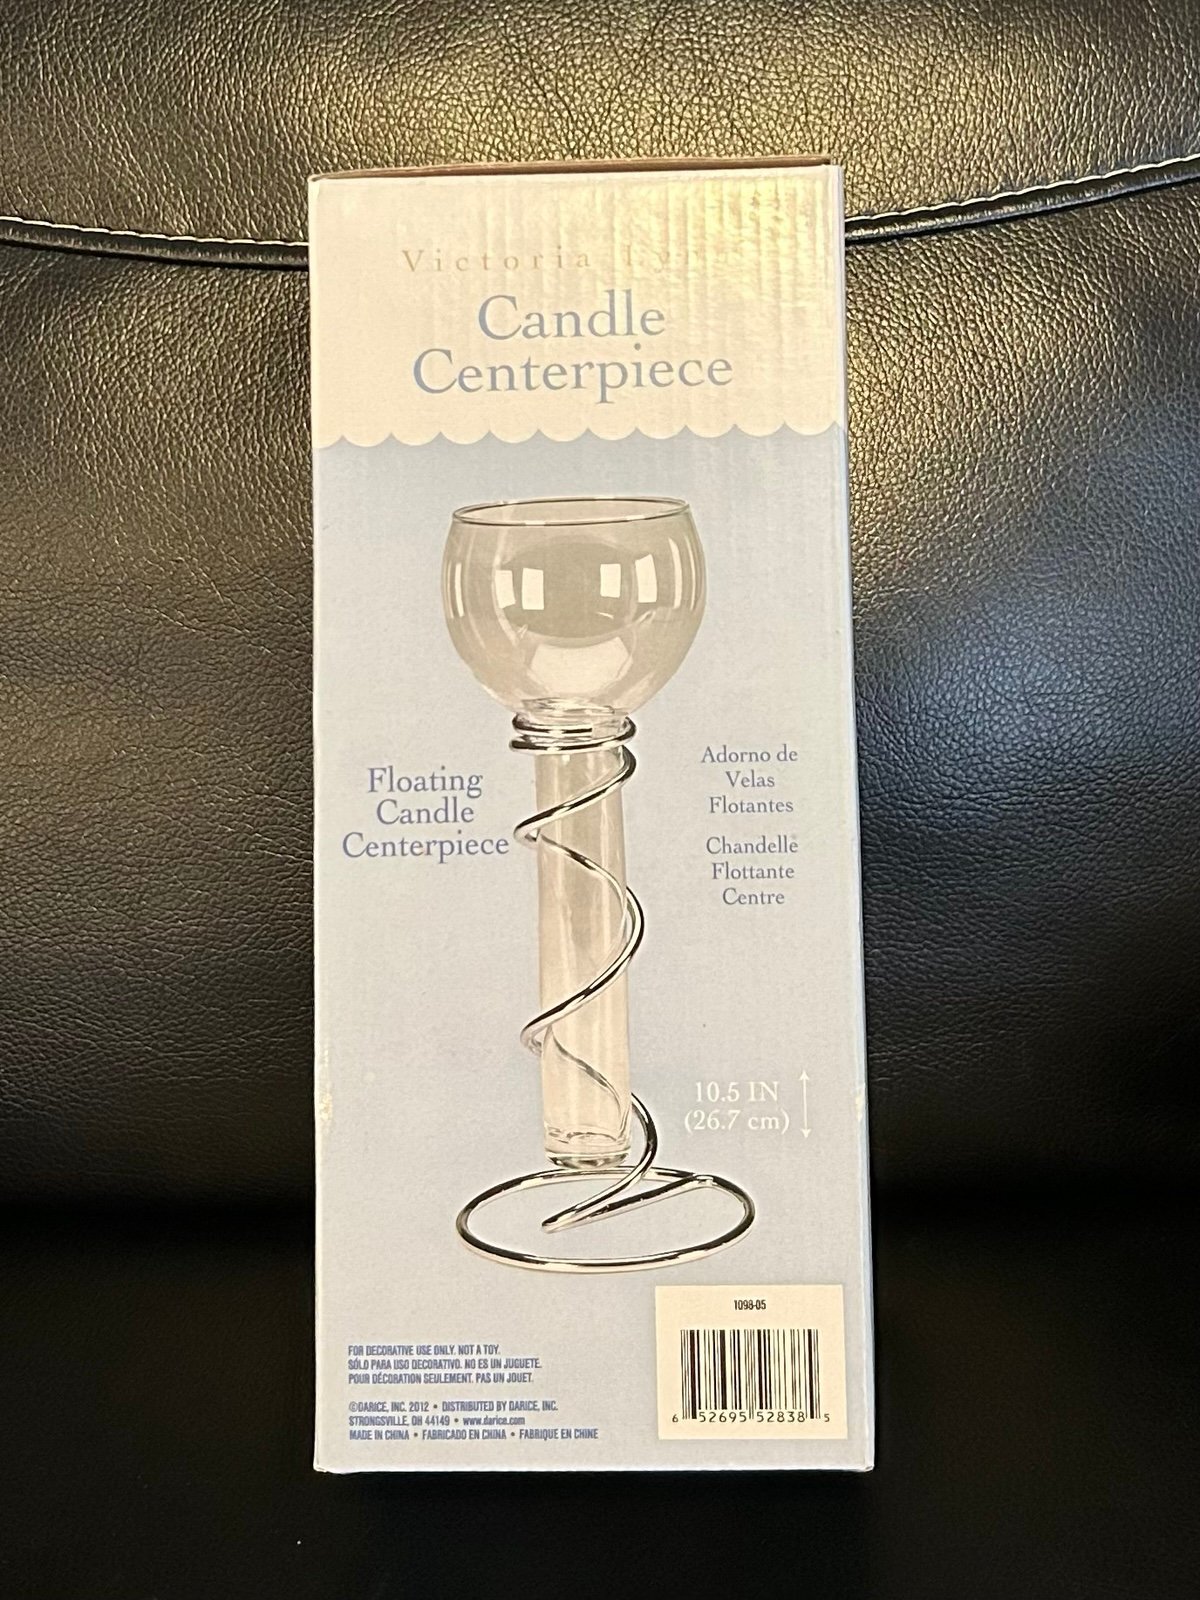 Victoria Lynn
Candle
Centerpiece
Floating
Candle
Centerpiece
Adorno de
Velas
Flotantes
Chandelle
Flottante
Centre
10.5 IN
(26.7 cm)
1098-05
6 52695 52838 5
FOR DECORATIVE USE ONLY. NOT A TOY.
SÓLO PARA USO DECORATIVO. NO ES UN JUGUETE.
POUR DÉCORATION SEULEMENT. PAS UN JOUET.
©DARICE, INC. 2012 • DISTRIBUTED BY DARICE, INC.
STRONGSVILLE, OH 44149 • www.darice.com
MADE IN CHINA • FABRICADO EN CHINA • FABRIQUE EN CHINE